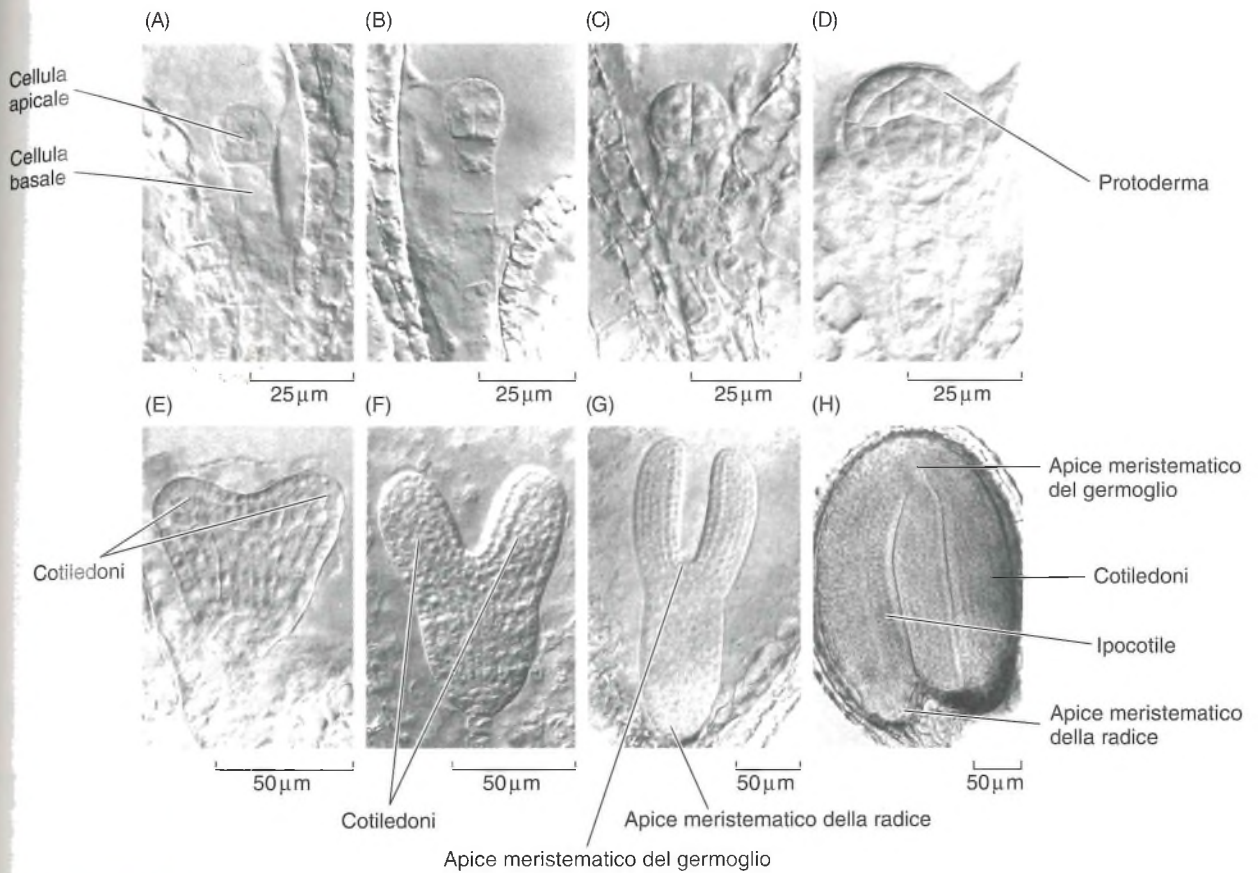 (A)
(B)
(C)
(D)
Cellula
apicale
Cellula
basale
Protoderma
25 μm
25 μm
25 μm
25 μm
(E)
(F)
(G)
(H)
Cotiledoni
Apice meristematico
del germoglio
Cotiledoni
Ipocotile
Apice meristematico
della radice
50 μm
50 μm
50 μm
50 μm
Cotiledoni
Apice meristematico della radice
Apice meristematico del germoglio